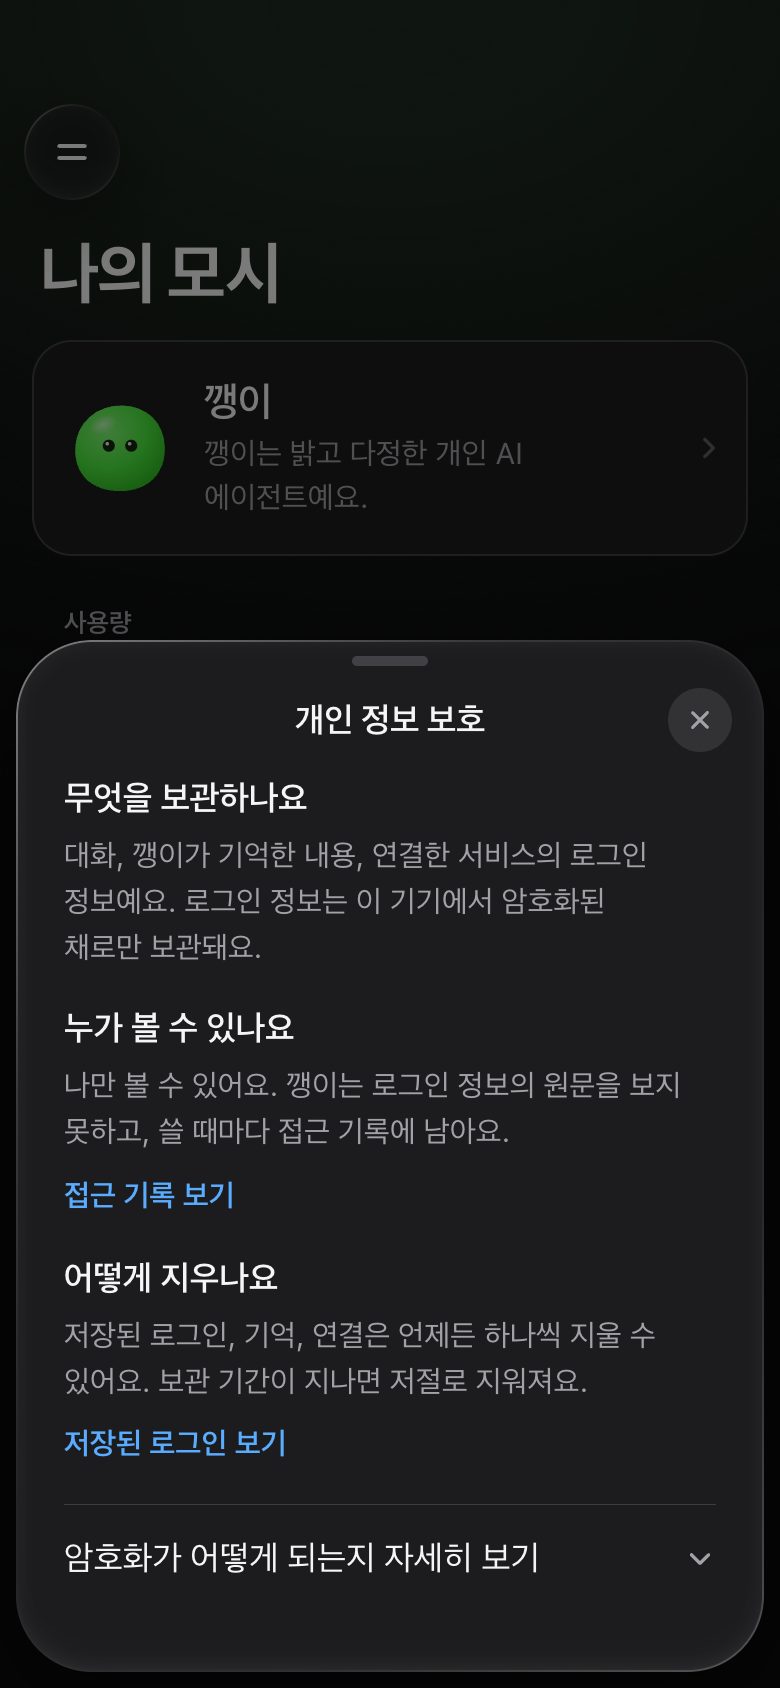 나의 모시
깽이
깽이는 밝고 다정한 개인 AI
에이전트예요.
사용량
개인 정보 보호
무엇을 보관하나요
대화, 깽이가 기억한 내용, 연결한 서비스의 로그인
정보예요. 로그인 정보는 이 기기에서 암호화된
채로만 보관돼요.
누가 볼 수 있나요
나만 볼 수 있어요. 깽이는 로그인 정보의 원문을 보지
못하고, 쓸 때마다 접근 기록에 남아요.
접근 기록 보기
어떻게 지우나요
저장된 로그인, 기억, 연결은 언제든 하나씩 지울 수
있어요. 보관 기간이 지나면 저절로 지워져요.
저장된 로그인 보기
암호화가 어떻게 되는지 자세히 보기